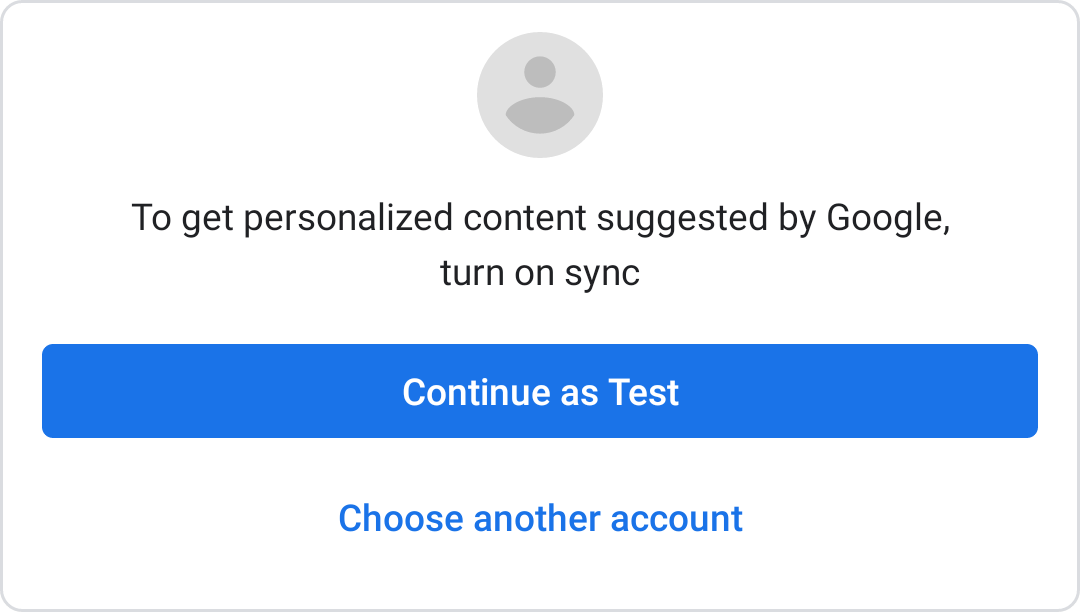 To get personalized content suggested by Google,
turn on sync
Continue as Test
Choose another account